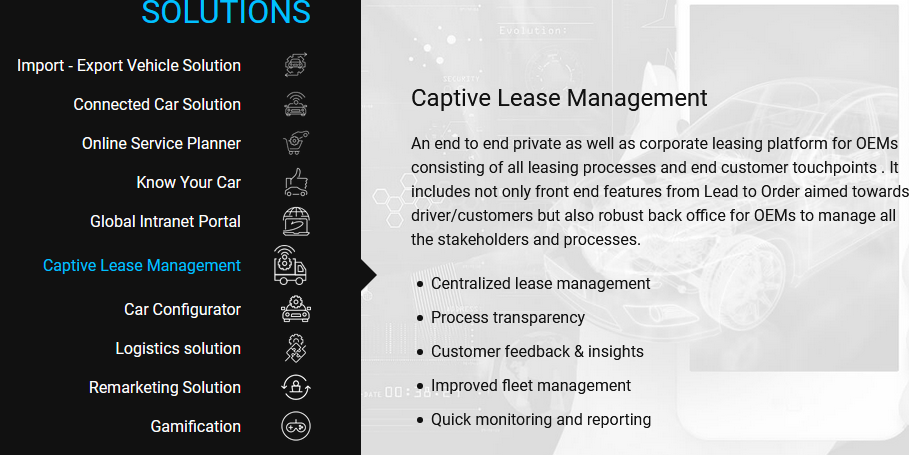 SOLUTIONS
Import - Export Vehicle Solution
Connected Car Solution
Online Service Planner
Know Your Car
Global Intranet Portal
Captive Lease Management
Car Configurator
Logistics solution
Remarketing Solution
Gamification
Evolution:
SECURITY
Captive Lease Management
An end to end private as well as corporate leasing platform for OEMs
consisting of all leasing processes and end customer touchpoints . It
includes not only front end features from Lead to Order aimed towards
driver/customers but also robust back office for OEMs to manage all
the stakeholders and processes.
Centralized lease management
Process transparency
Customer feedback & insights
Improved fleet management
Quick monitoring and reporting